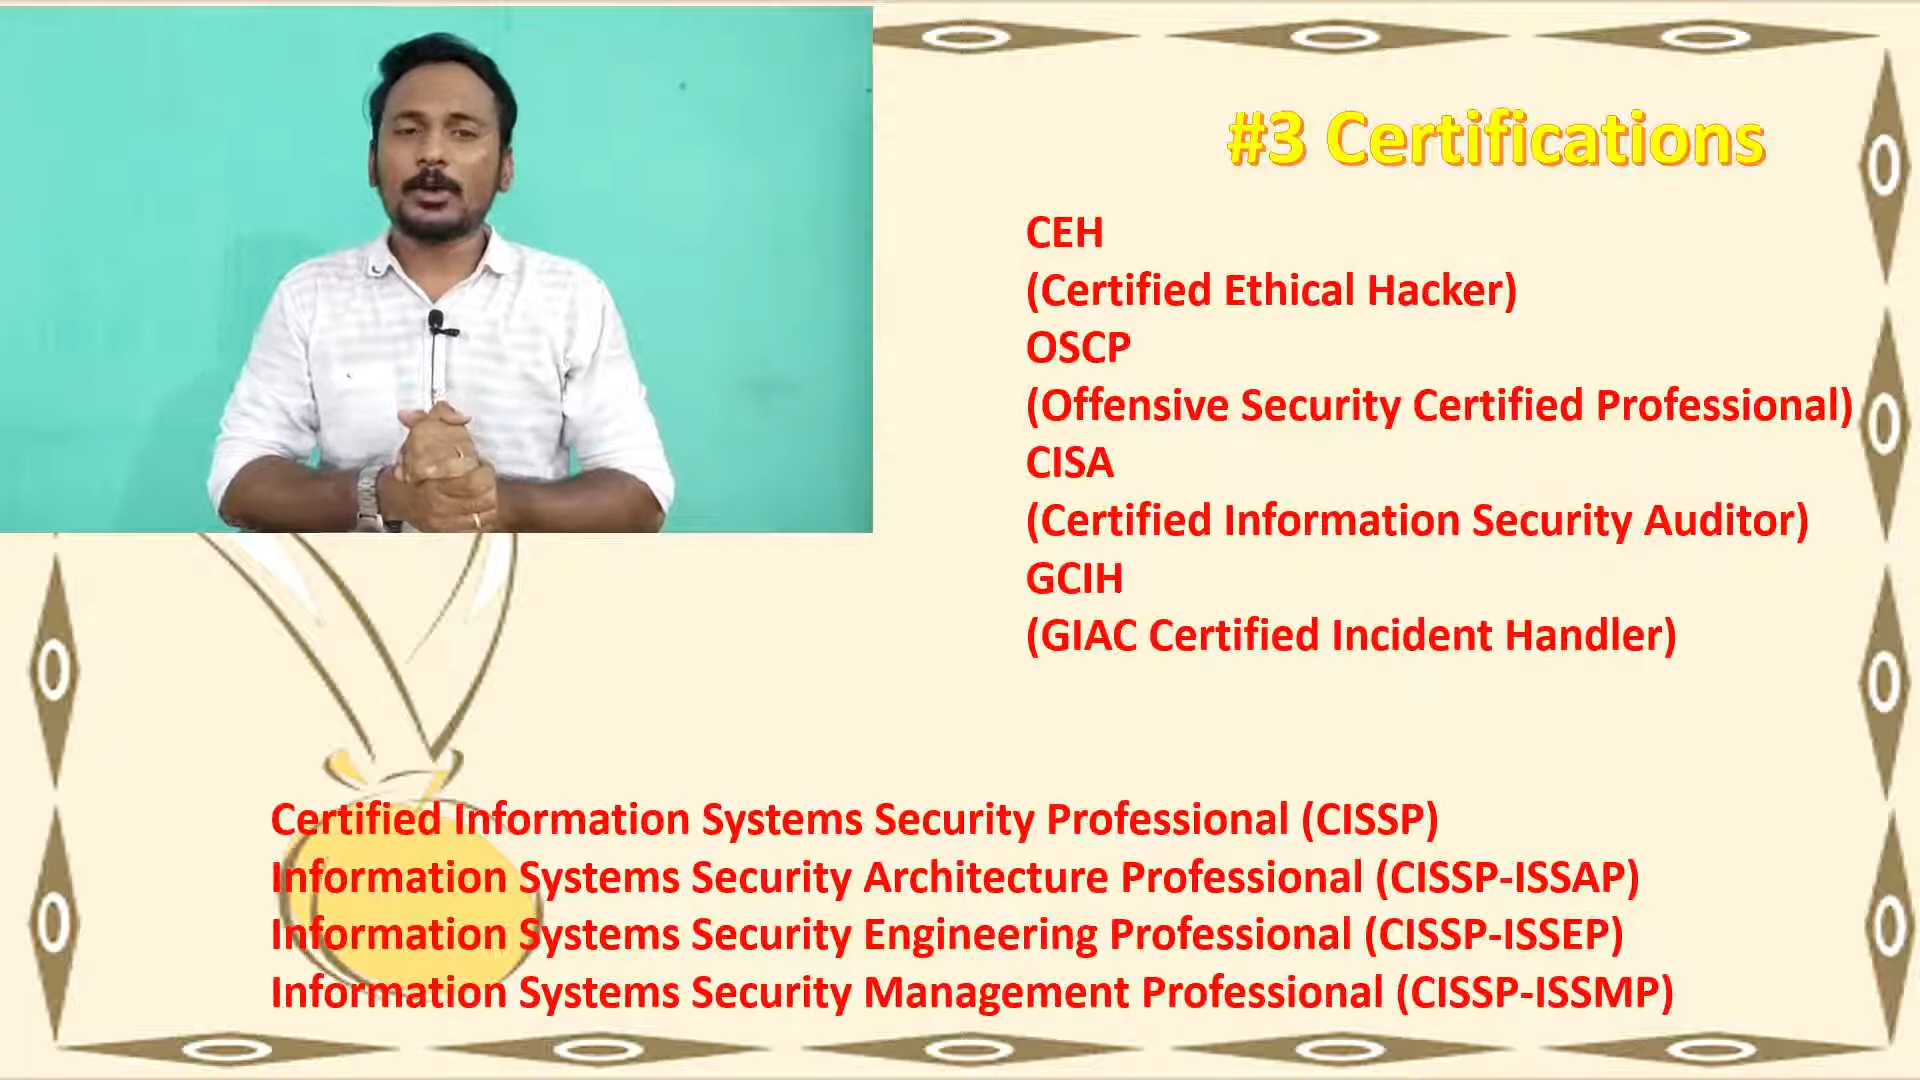 #3 Certifications
CEH
(Certified Ethical Hacker)
OSCP
(Offensive Security Certified Professional)
CISA
(Certified Information Security Auditor)
GCIH
(GIAC Certified Incident Handler)
Certified Information Systems Security Professional (CISSP)
Information Systems Security Architecture Professional (CISSP-ISSAP)
Information Systems Security Engineering Professional (CISSP-ISSEP)
Information Systems Security Management Professional (CISSP-ISSMP)